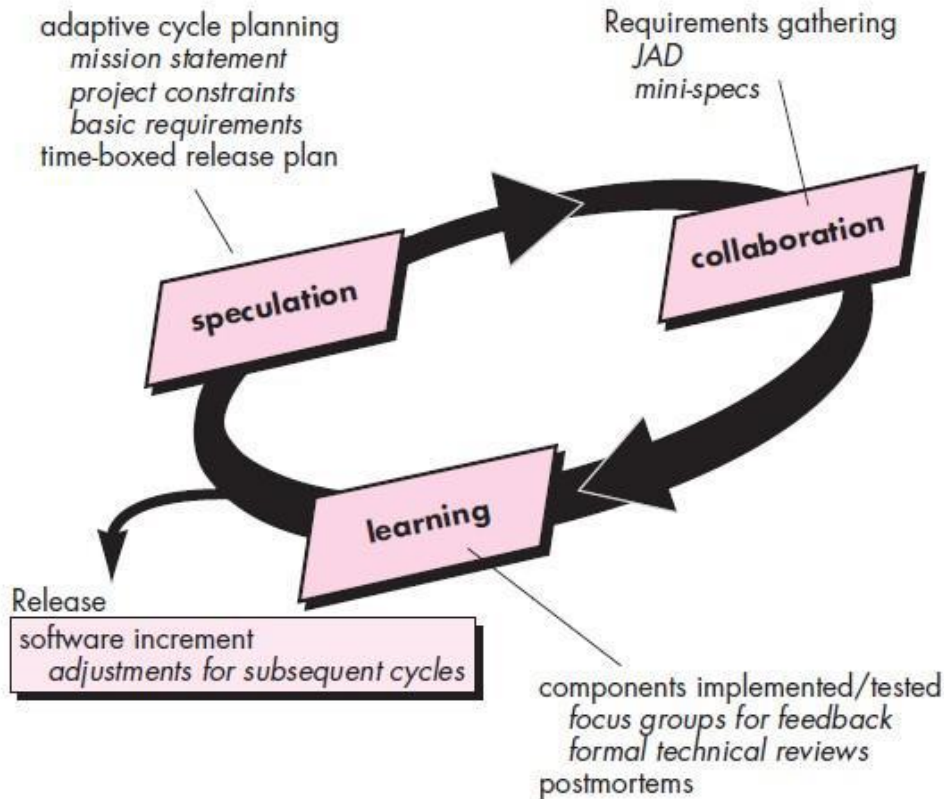 adaptive cycle planning
mission statement
project constraints
basic requirements
time-boxed release plan
Requirements gathering
JAD
mini-specs
speculation
collaboration
learning
Release
software increment
adjustments for subsequent cycles
components implemented/tested
focus groups for feedback
formal technical reviews
postmortems